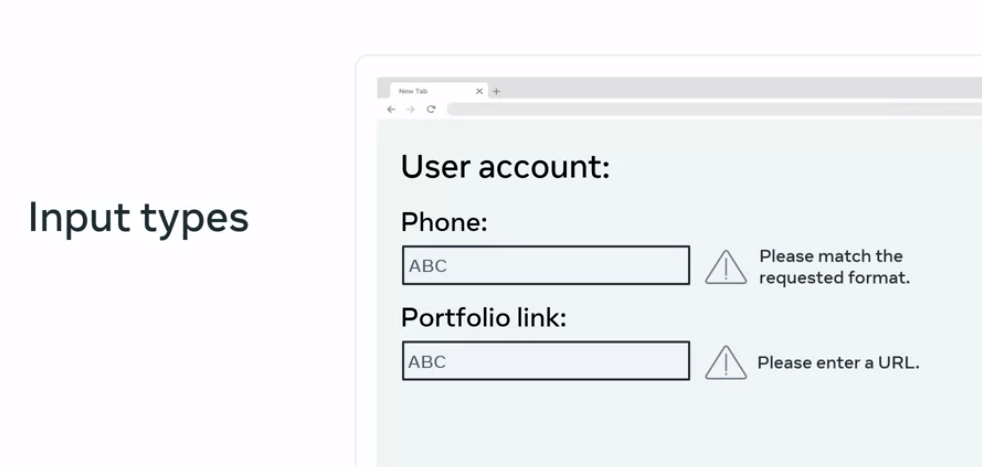 New Tab
Input types
User account:
Phone:
ABC
Please match the
requested format.
Portfolio link:
ABC
Please enter a URL.